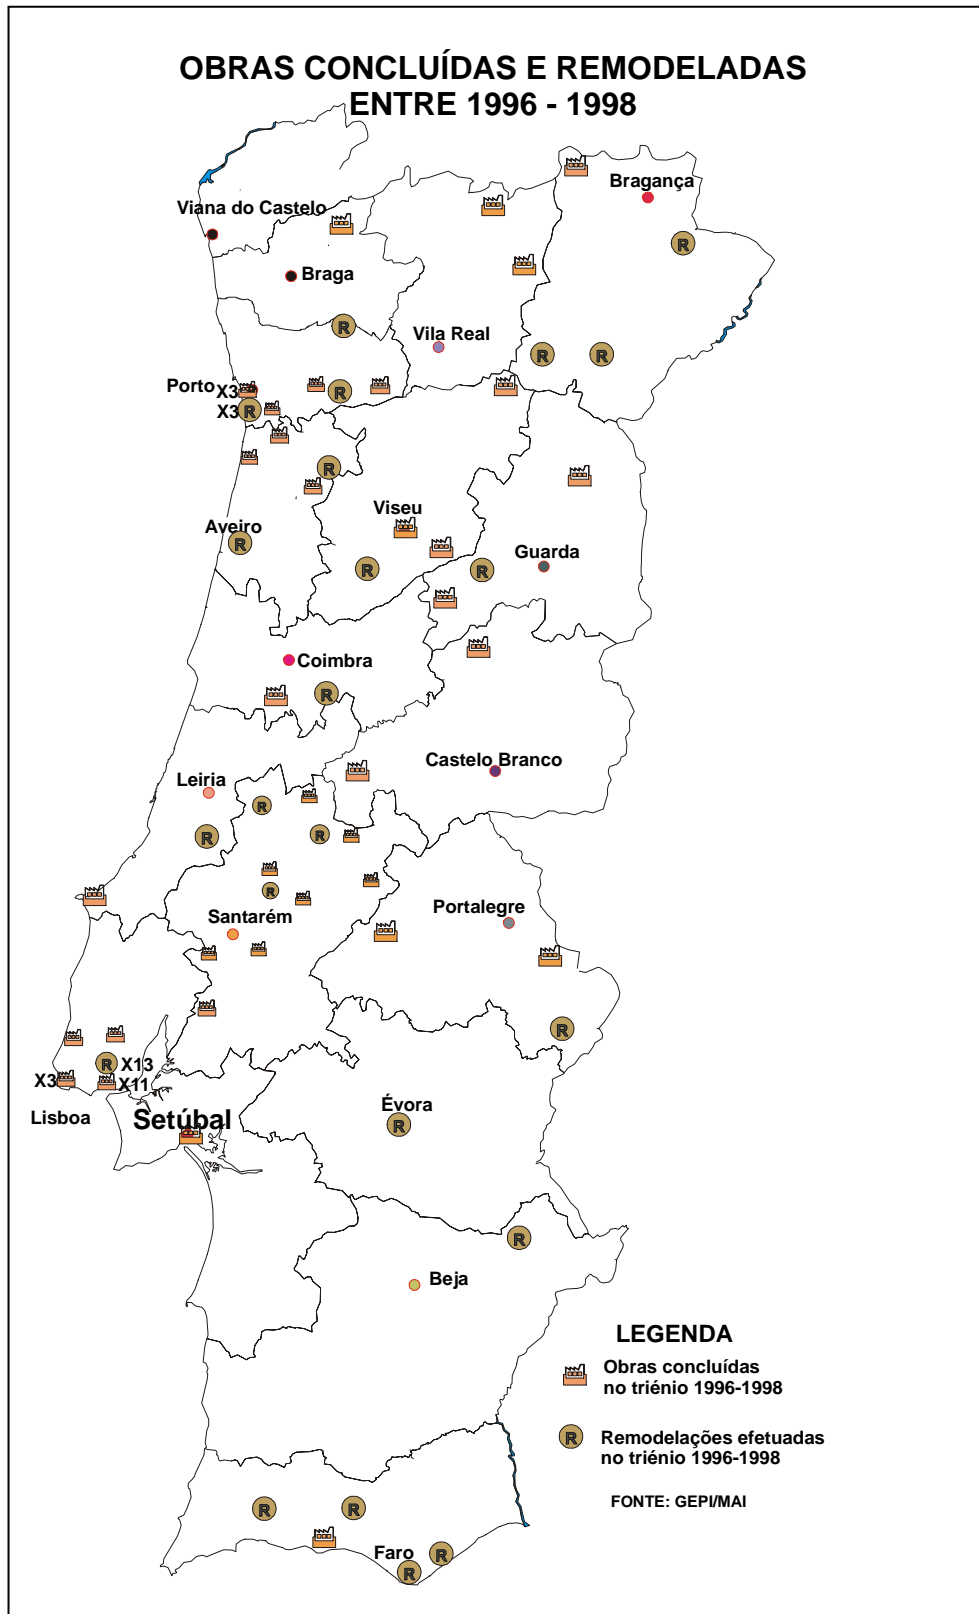 OBRAS CONCLUÍDAS E REMODELADAS
ENTRE 1996 - 1998
Bragança
Viana do Castelo
R
Braga
R
Vila Real
R
R
Porto
X3
R
X3
R
R
Viseu
Aveiro
R
Guarda
R
R
Coimbra
R
Castelo Branco
Leiria
R
R
R
R
Portalegre
Santarém
R
R
X13
X3
X11
Lisboa
Setúbal
Évora
R
R
Beja
LEGENDA
Obras concluídas
no triénio 1996-1998
R
Remodelações efetuadas
no triénio 1996-1998
FONTE: GEPI/MAI
R
R
Faro
R
R